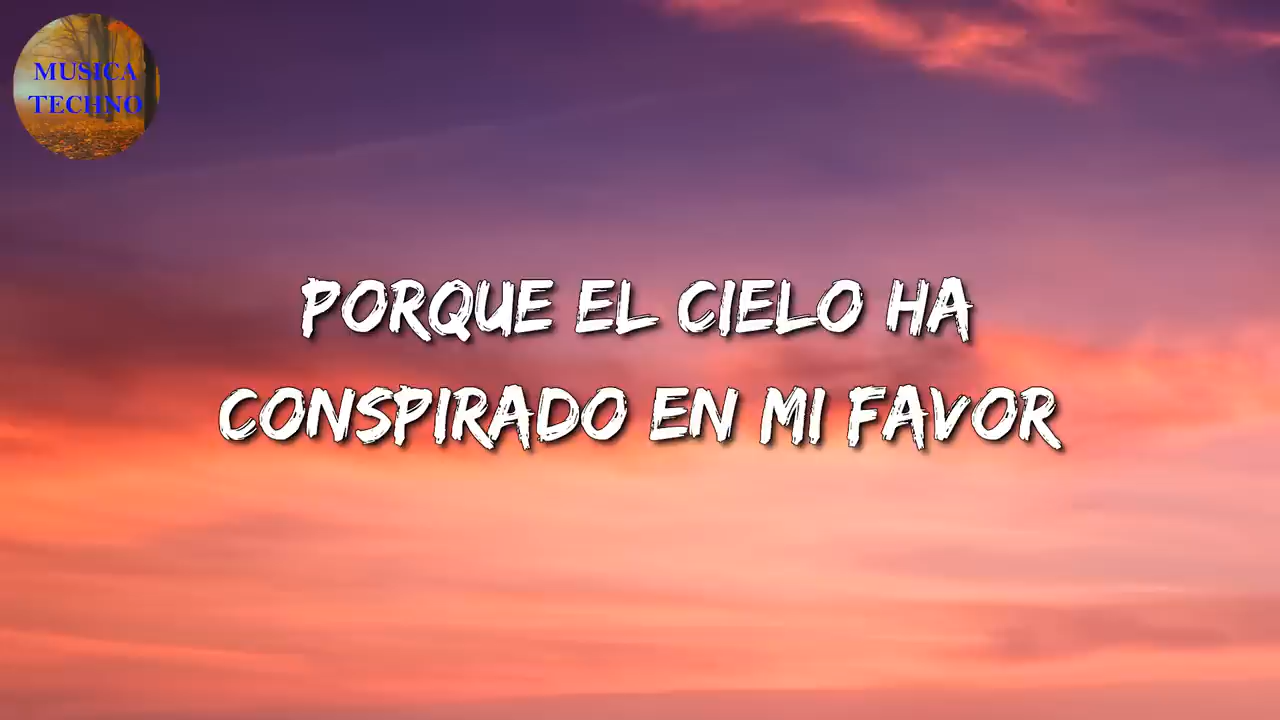 MUSICA
TECHNO
PORQUE EL CIELO HA
CONSPIRADO EN MI FAVOR